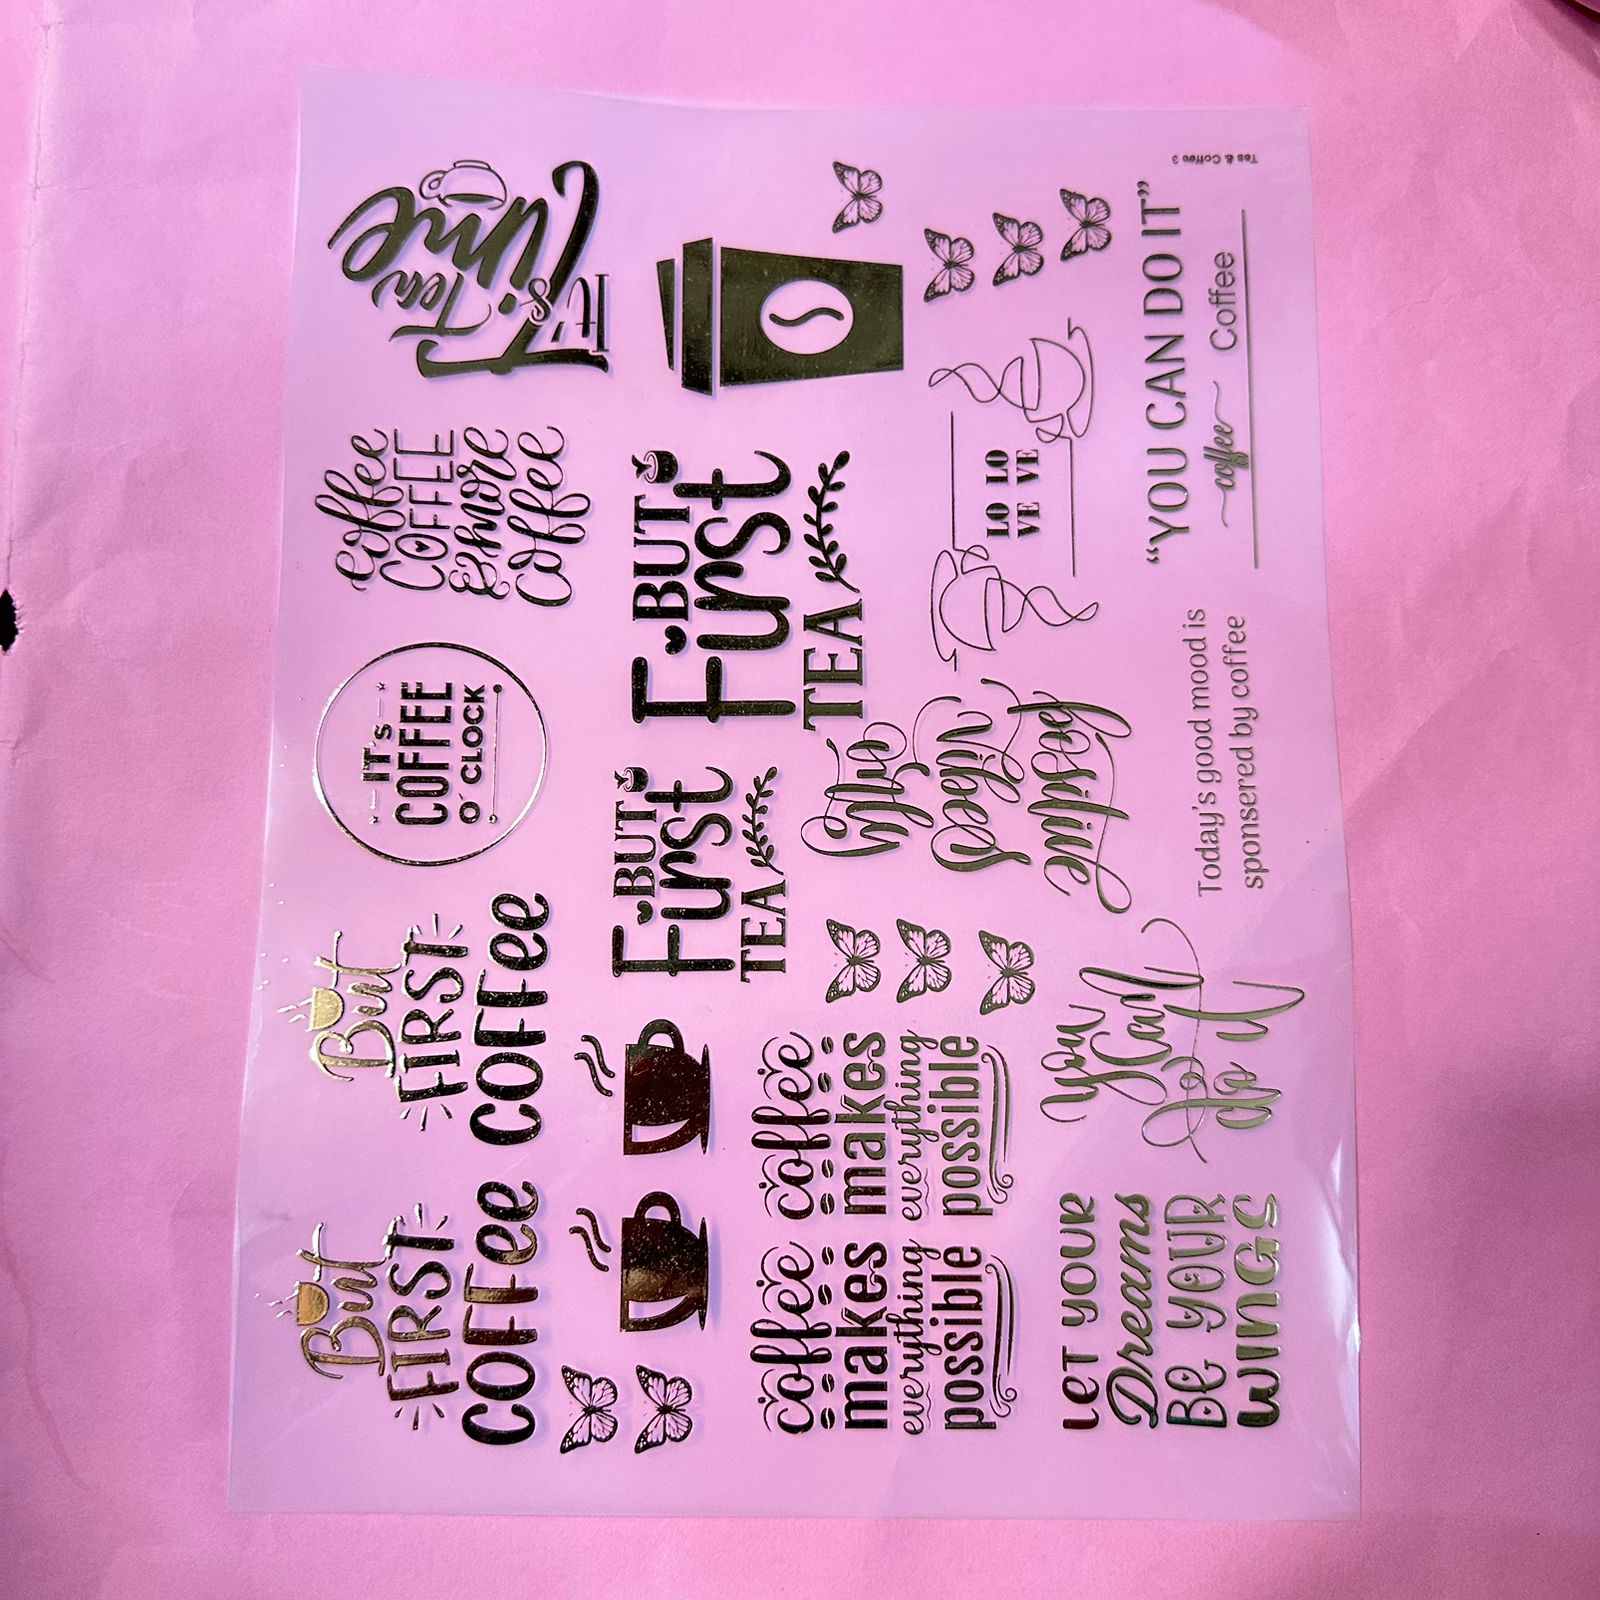 But
FIRST
COFFee
But
FIRST
COFFee
IT's
COFFEE
O'CLOCK
coffee
COFFEE
& more
coffee
It's
Tea
Time
BUT
First
TEA
BUT
First
TEA
coffee
makes
everything
possible
coffee
makes
everything
possible
Only
Positive
Vibes
LO LO
VE VE
LET YOUR
Dreams
BE YOUR
WINGS
You
Can
do it
Today's good mood is
sponsered by coffee
“YOU CAN DO IT”
coffee Coffee
Tea & Coffee 3